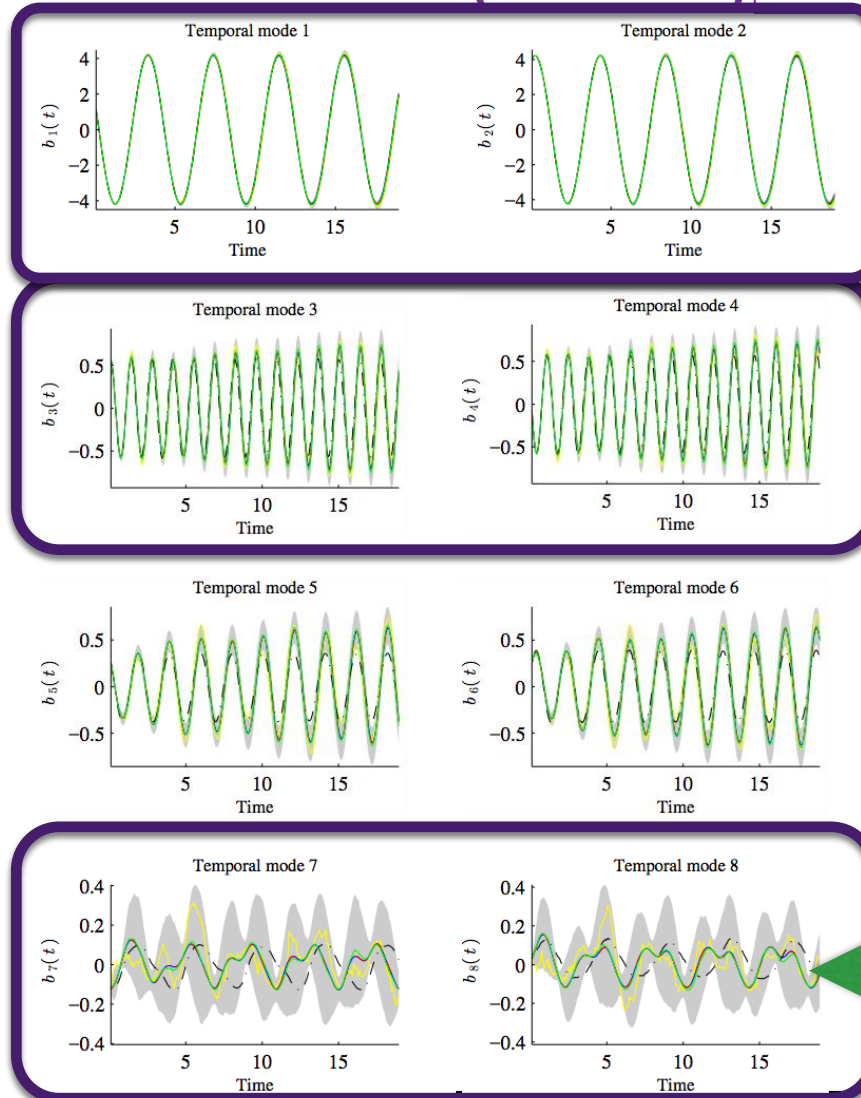 Temporal mode 1
Temporal mode 2
b₁(t)
4
2
0
−2
−4
5
10
15
Time
b₂(t)
4
2
0
−2
−4
5
10
15
Time
Temporal mode 3
Temporal mode 4
b₃(t)
0.5
0
−0.5
5
10
15
Time
b₄(t)
0.5
0
−0.5
5
10
15
Time
Temporal mode 5
Temporal mode 6
b₅(t)
0.5
0
−0.5
5
10
15
Time
b₆(t)
0.5
0
−0.5
5
10
15
Time
Temporal mode 7
Temporal mode 8
b₇(t)
0.4
0.2
0
−0.2
−0.4
5
10
15
Time
b₈(t)
0.4
0.2
0
−0.2
−0.4
5
10
15
Time